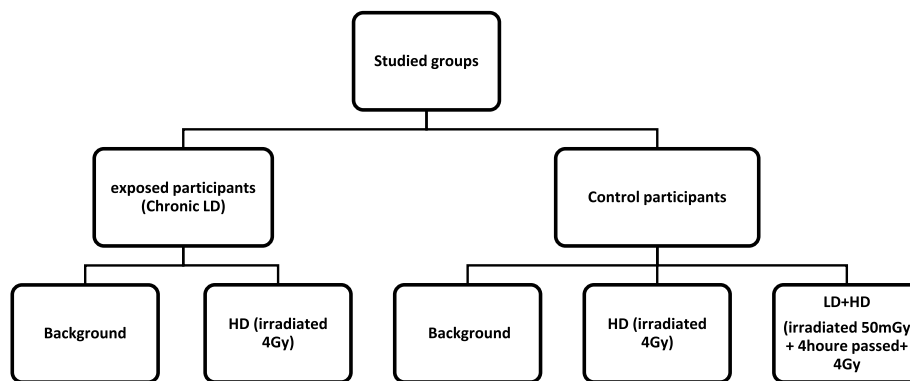 Studied groups
exposed participants
(Chronic LD)
Control participants
Background
HD (irradiated
4Gy)
Background
HD (irradiated
4Gy)
LD+HD
(irradiated 50mGy
+ 4houre passed+
4Gy